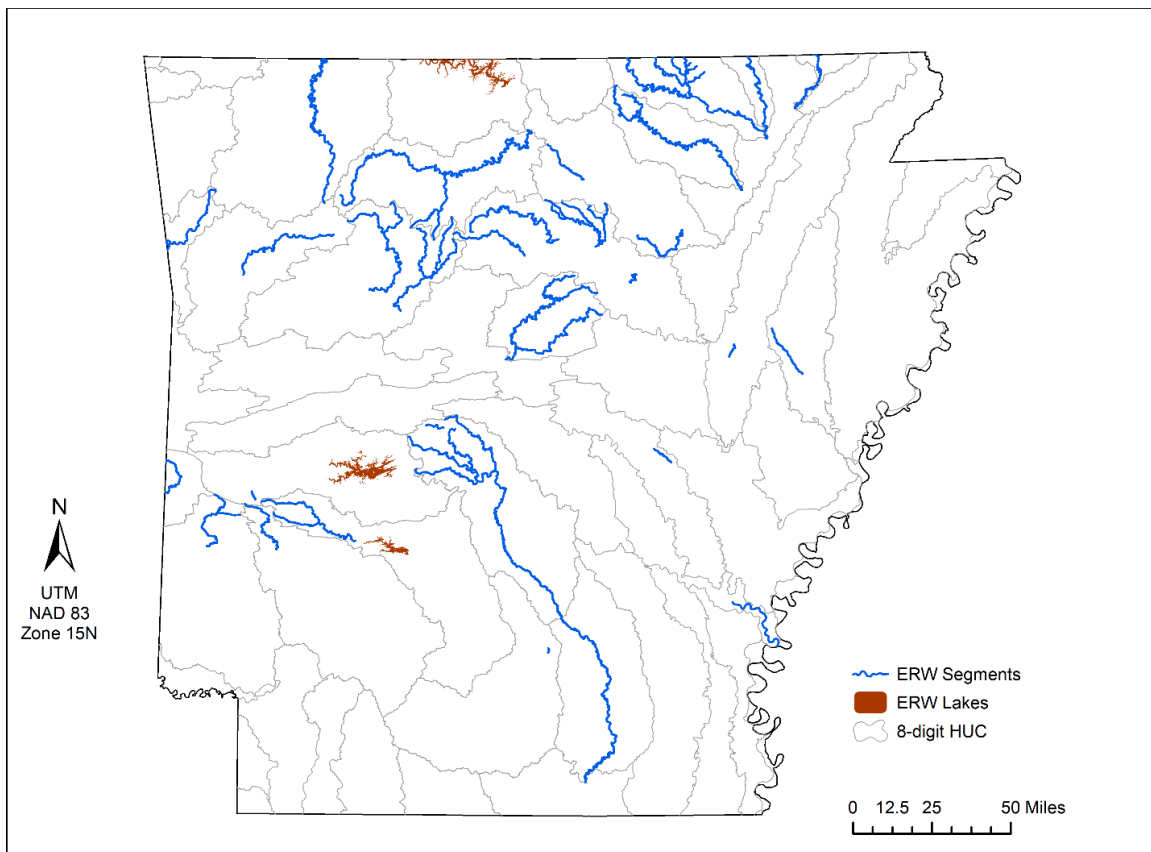 N
UTM
NAD 83
Zone 15N
ERW Segments
ERW Lakes
8-digit HUC
0 12.5 25 50 Miles